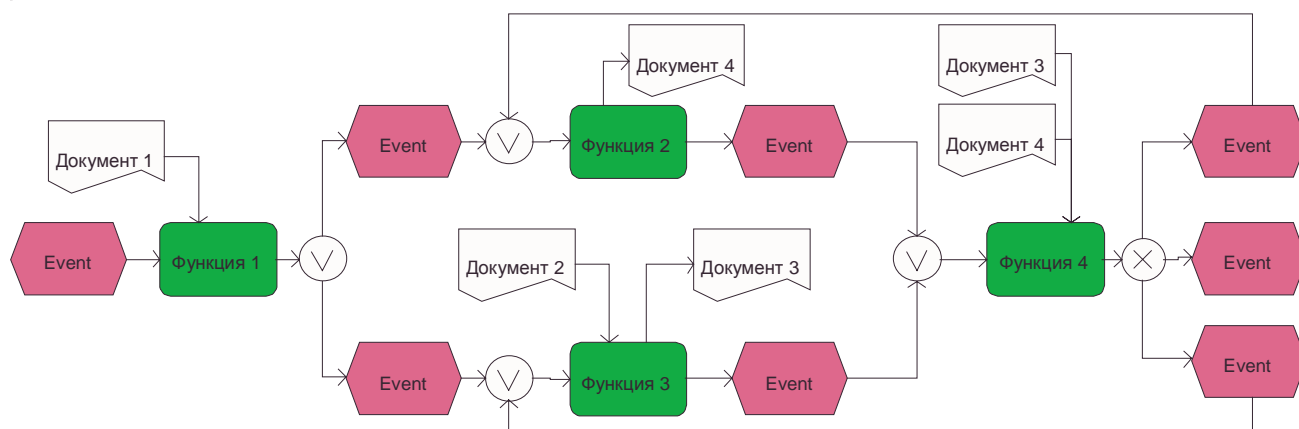 Документ 4
Документ 3
Event
Функция 2
Event
Event
Документ 1
Документ 4
Event
Функция 1
Документ 2
Документ 3
Функция 4
Event
Event
Функция 3
Event
Event